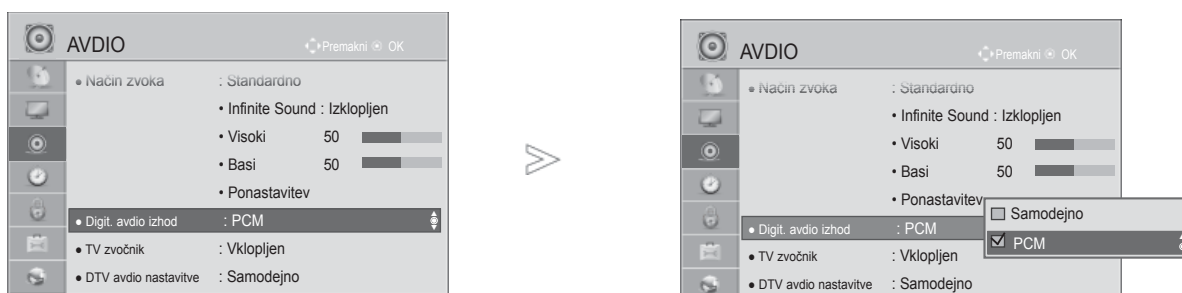 AVDIO
Premakni OK
• Način zvoka : Standardno
• Infinite Sound : Izklopljen
• Visoki 50
• Basi 50
• Ponastavitev
• Digit. avdio izhod : PCM
• TV zvočnik : Vklopljen
• DTV avdio nastavitve : Samodejno
AVDIO
Premakni OK
• Način zvoka : Standardno
• Infinite Sound : Izklopljen
• Visoki 50
• Basi 50
• Ponastavitev
Samodejno
• Digit. avdio izhod : PCM
PCM
• TV zvočnik : Vklopljen
• DTV avdio nastavitve : Samodejno